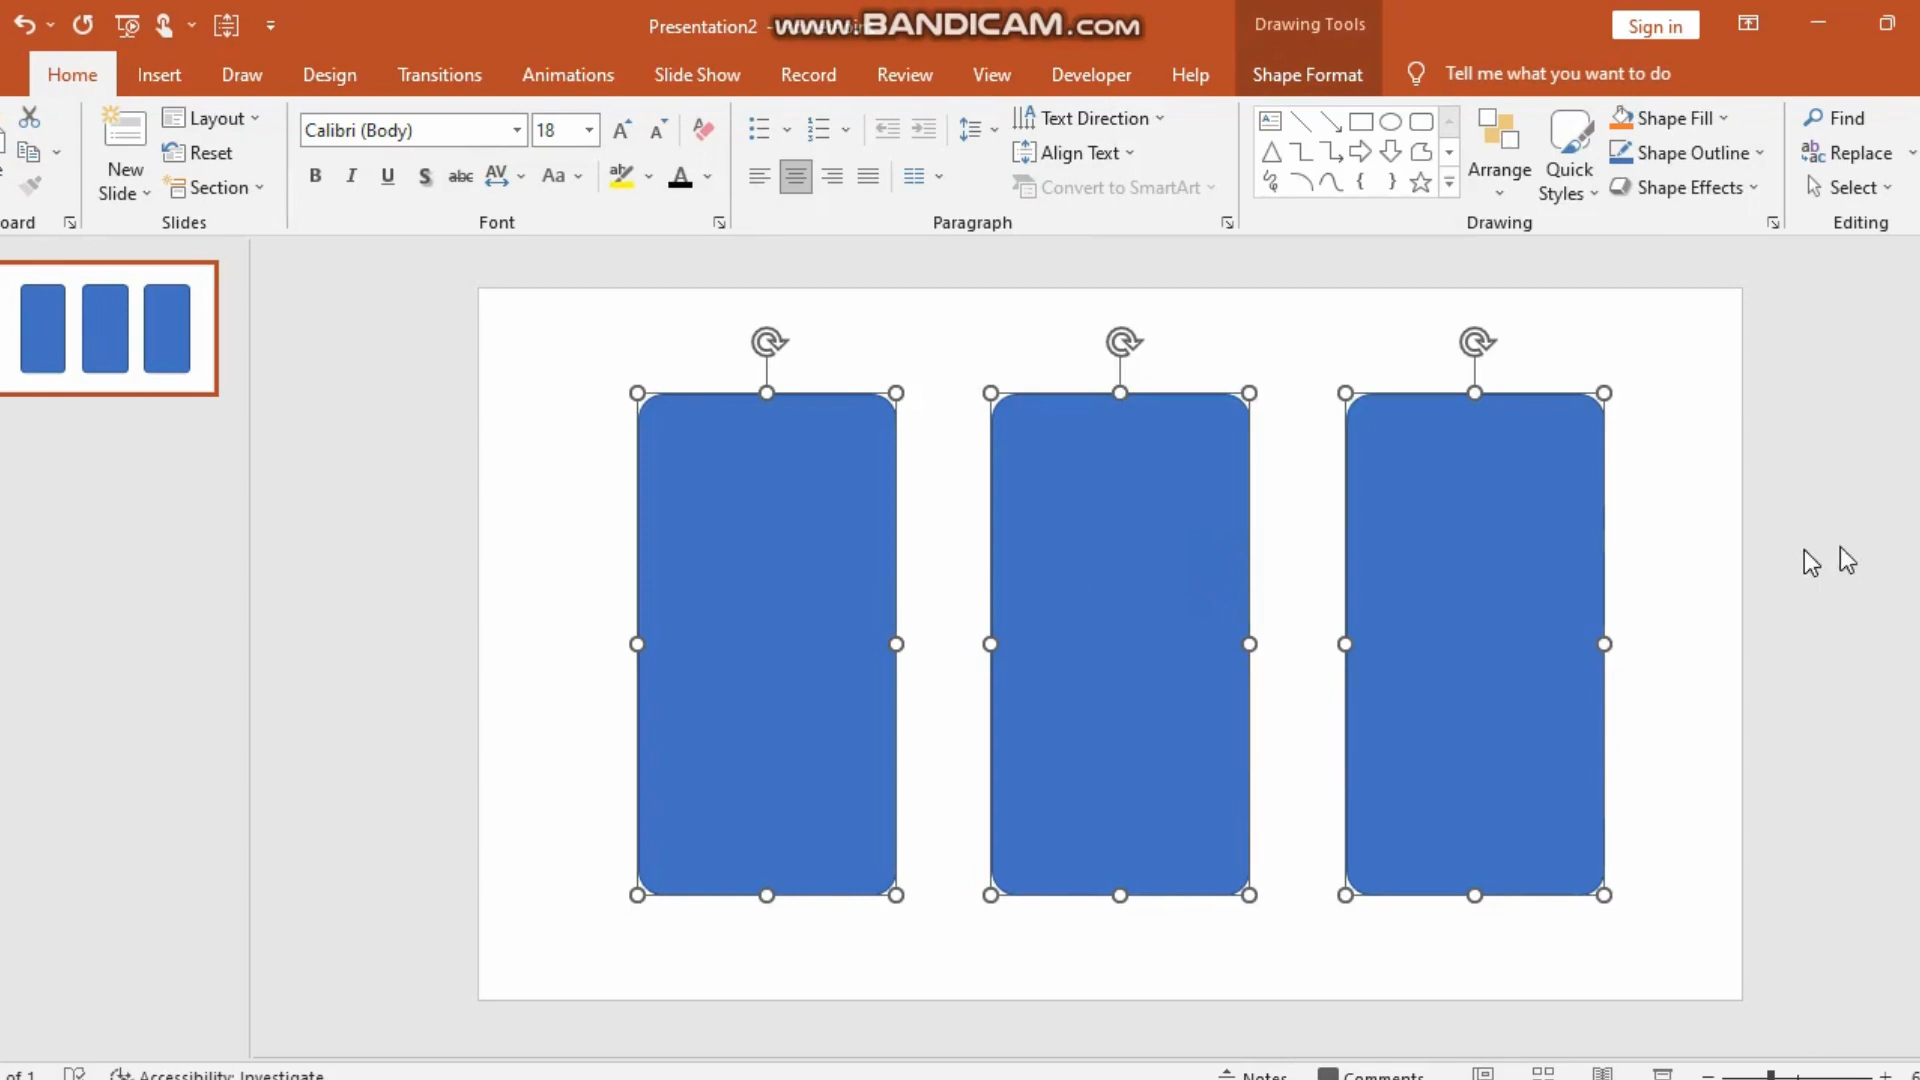 Presentation2 -
www.BANDICAM.com
Drawing Tools
Sign in
Home Insert Draw Design Transitions Animations Slide Show Record Review View Developer Help Shape Format Tell me what you want to do
New Slide
Layout
Reset
Section
Slides
Calibri (Body) 18
B I U S abc AV Aa A
Font
Text Direction
Align Text
Convert to SmartArt
Paragraph
Arrange
Quick Styles
Shape Fill
Shape Outline
Shape Effects
Drawing
Find
Replace
Select
Editing
oard
of 1 Accessibility: Investigate Notes Comments